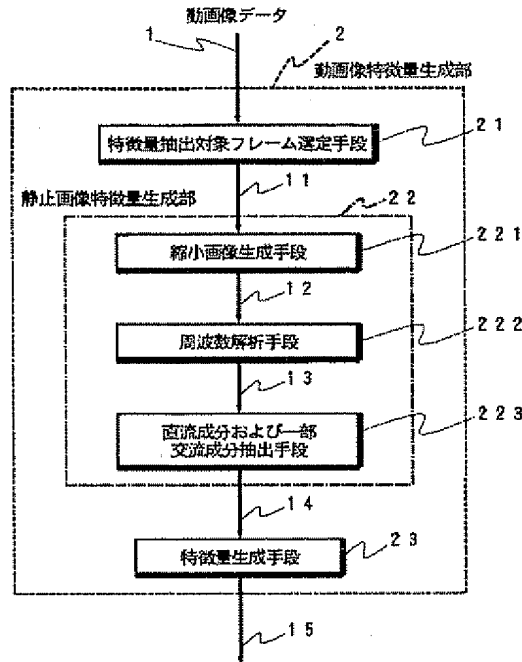 動画像データ
1
2
動画像特徴量生成部
特徴量抽出対象フレーム選定手段
21
11
静止画像特徴量生成部
22
縮小画像生成手段
221
12
周波数解析手段
222
13
直流成分および一部
交流成分抽出手段
223
14
特徴量生成手段
23
15